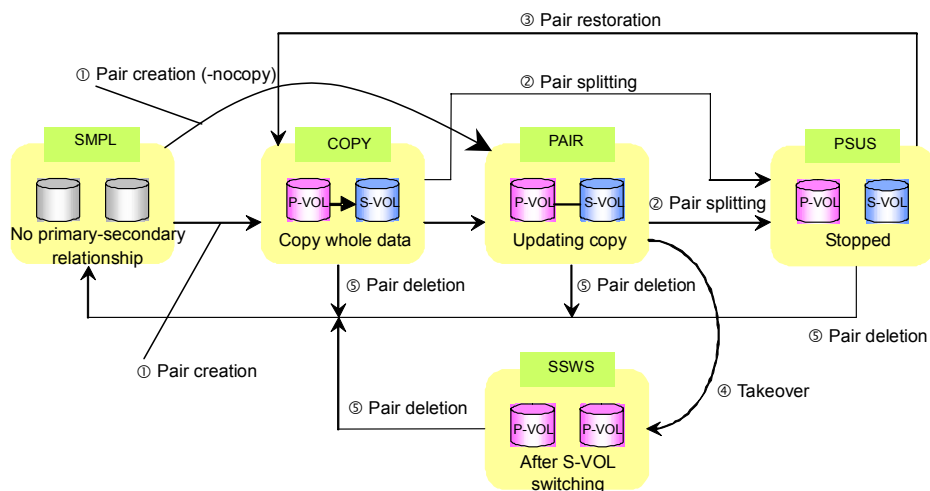 ③ Pair restoration
① Pair creation (-nocopy)
② Pair splitting
SMPL
COPY
PAIR
PSUS
P-VOL
S-VOL
P-VOL
S-VOL
P-VOL
S-VOL
② Pair splitting
No primary-secondary
relationship
Copy whole data
Updating copy
Stopped
⑤ Pair deletion
⑤ Pair deletion
⑤ Pair deletion
① Pair creation
SSWS
④ Takeover
⑤ Pair deletion
P-VOL
P-VOL
After S-VOL
switching